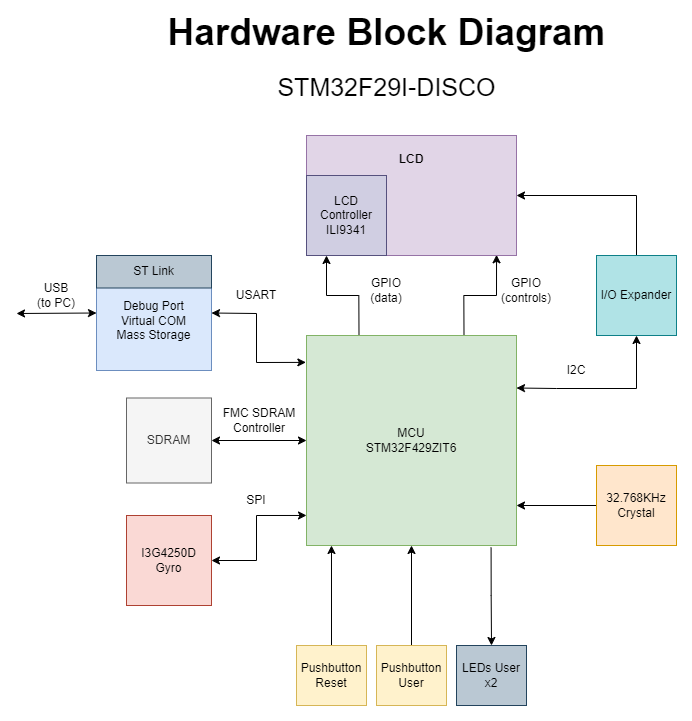 Hardware Block Diagram
STM32F29I-DISCO
LCD
LCD
Controller
ILI9341
ST Link
USB
(to PC)
Debug Port
Virtual COM
Mass Storage
USART
GPIO
(data)
GPIO
(controls)
I/O Expander
I2C
MCU
STM32F429ZIT6
FMC SDRAM
Controller
SDRAM
SPI
32.768KHz
Crystal
I3G4250D
Gyro
Pushbutton
Reset
Pushbutton
User
LEDs User
x2